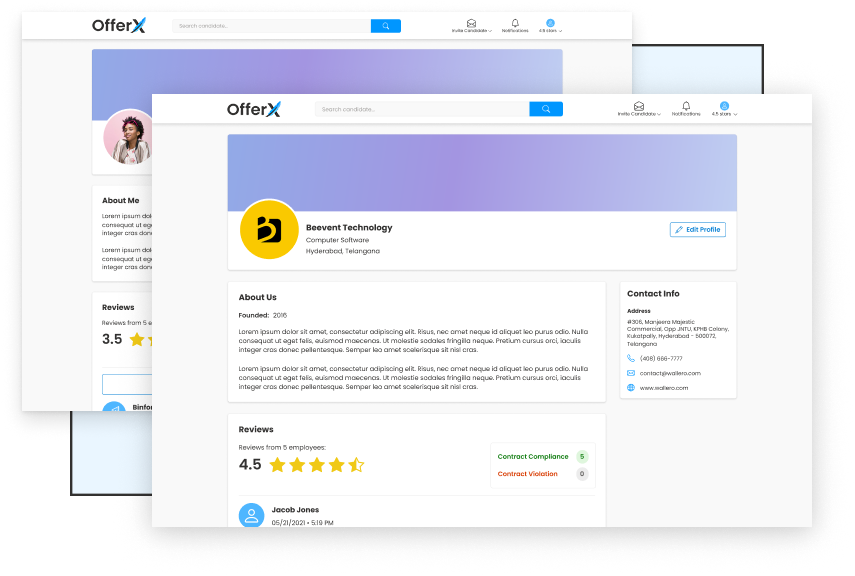 OfferX
Search candidate...
Invite Candidate
Notifications
4.5 stars
About Me
Lorem ipsum dol
consequat ut ege
integer cras done
Lorem ipsum dol
consequat ut ege
integer cras done
Reviews
Reviews from 5 e
3.5
Binfor
OfferX
Search candidate...
Invite Candidate
Notifications
4.5 stars
Beevent Technology
Computer Software
Hyderabad, Telangana
Edit Profile
About Us
Founded: 2016
Lorem ipsum dolor sit amet, consectetur adipiscing elit. Risus, nec amet neque id aliquet leo purus odio. Nulla
consequat ut eget felis, euismod maecenas. Ut molestie sodales fringilla neque. Pretium cursus orci, iaculis
integer cras donec pellentesque. Semper leo amet scelerisque sit nisl cras.
Lorem ipsum dolor sit amet, consectetur adipiscing elit. Risus, nec amet neque id aliquet leo purus odio. Nulla
consequat ut eget felis, euismod maecenas. Ut molestie sodales fringilla neque. Pretium cursus orci, iaculis
integer cras donec pellentesque. Semper leo amet scelerisque sit nisl cras.
Contact Info
Address
#306, Manjeera Majestic
Commercial, Opp JNTU, KPHB Colony,
Kukatpally, Hyderabad – 500072,
Telangana
(408) 666-7777
contact@wallero.com
www.wallero.com
Reviews
Reviews from 5 employees:
4.5
Contract Compliance 5
Contract Violation 0
Jacob Jones
05/21/2021 • 5:19 PM